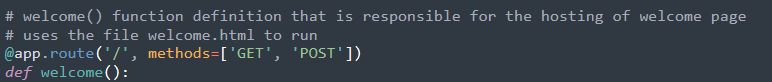 # welcome() function definition that is responsible for the hosting of welcome page
# uses the file welcome.html to run
@app.route('/', methods=['GET', 'POST'])
def welcome():